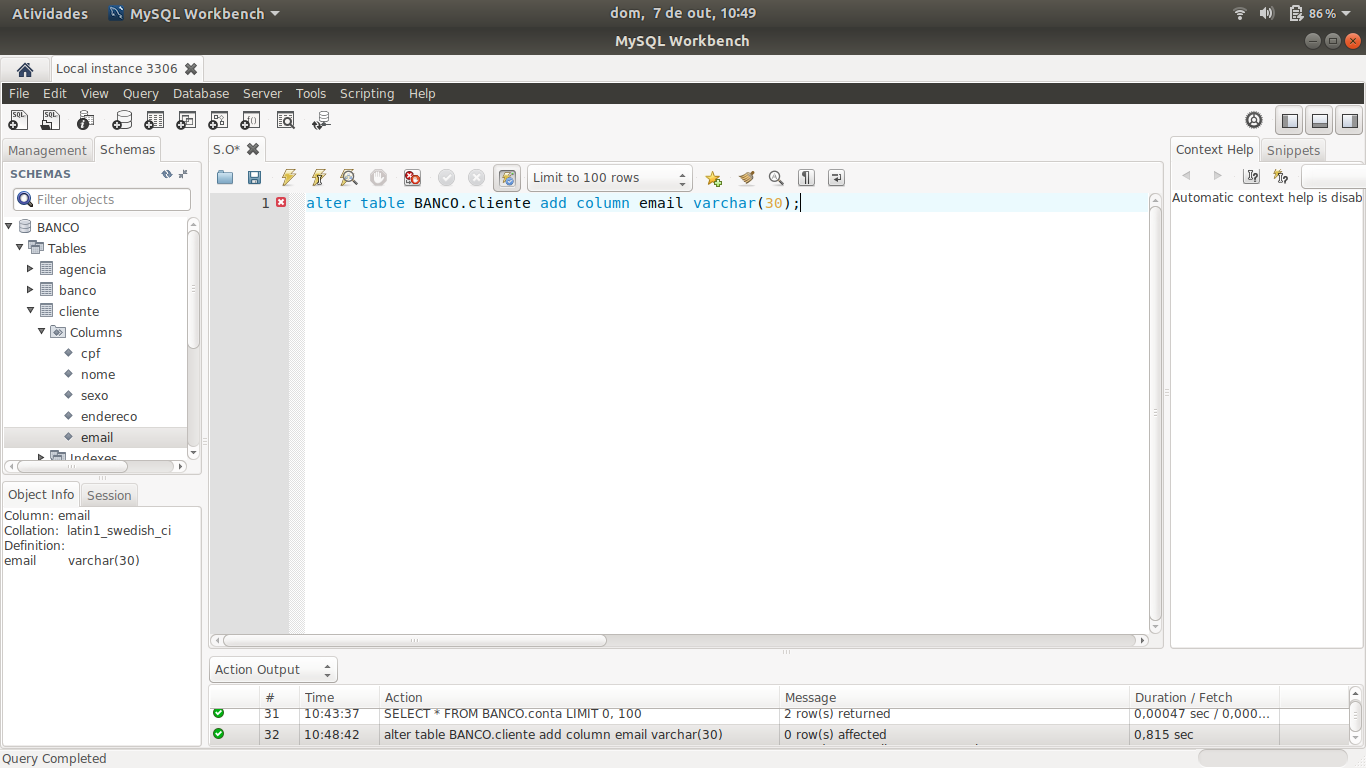 Atividades MySQL Workbench dom, 7 de out, 10:49 86%
MySQL Workbench
Local instance 3306
File Edit View Query Database Server Tools Scripting Help
Management Schemas
S.O*
Context Help Snippets
SCHEMAS
Limit to 100 rows
Filter objects
Automatic context help is disab
1 alter table BANCO.cliente add column email varchar(30);
BANCO
Tables
agencia
banco
cliente
Columns
cpf
nome
sexo
endereco
email
Indexes
Object Info Session
Column: email
Collation: latin1_swedish_ci
Definition:
email varchar(30)
Action Output
# Time Action Message Duration / Fetch
31 10:43:37 SELECT * FROM BANCO.conta LIMIT 0, 100 2 row(s) returned 0,00047 sec / 0,000...
32 10:48:42 alter table BANCO.cliente add column email varchar(30) 0 row(s) affected 0,815 sec
Query Completed